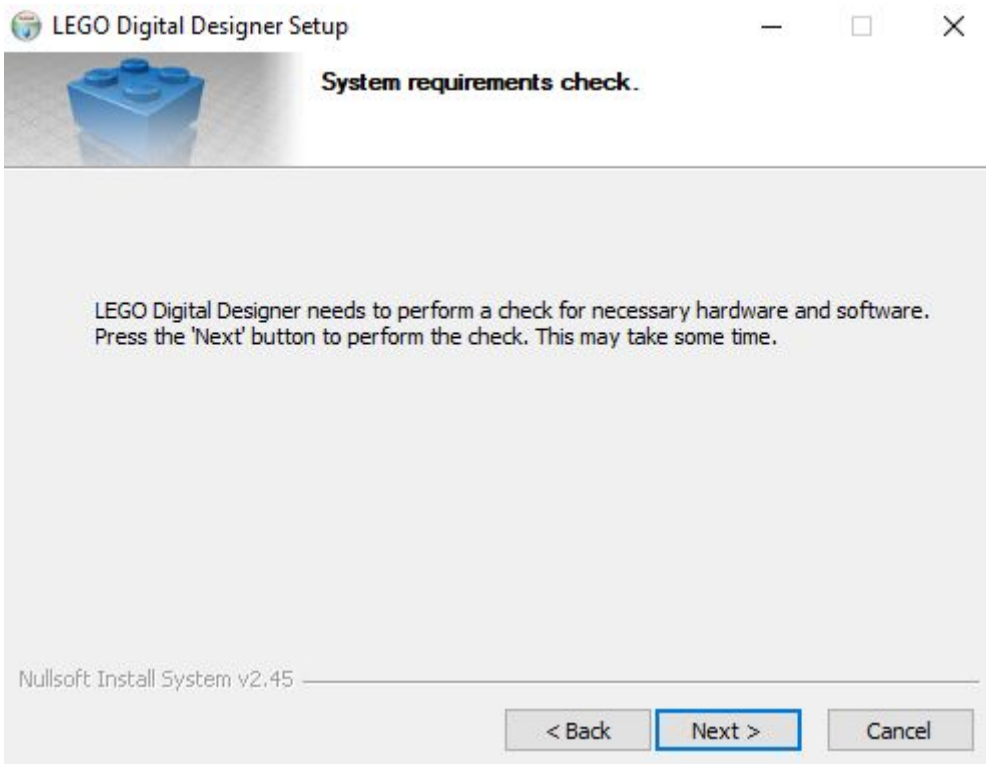 LEGO Digital Designer Setup
System requirements check.
LEGO Digital Designer needs to perform a check for necessary hardware and software.
Press the 'Next' button to perform the check. This may take some time.
Nullsoft Install System v2.45
< Back
Next >
Cancel